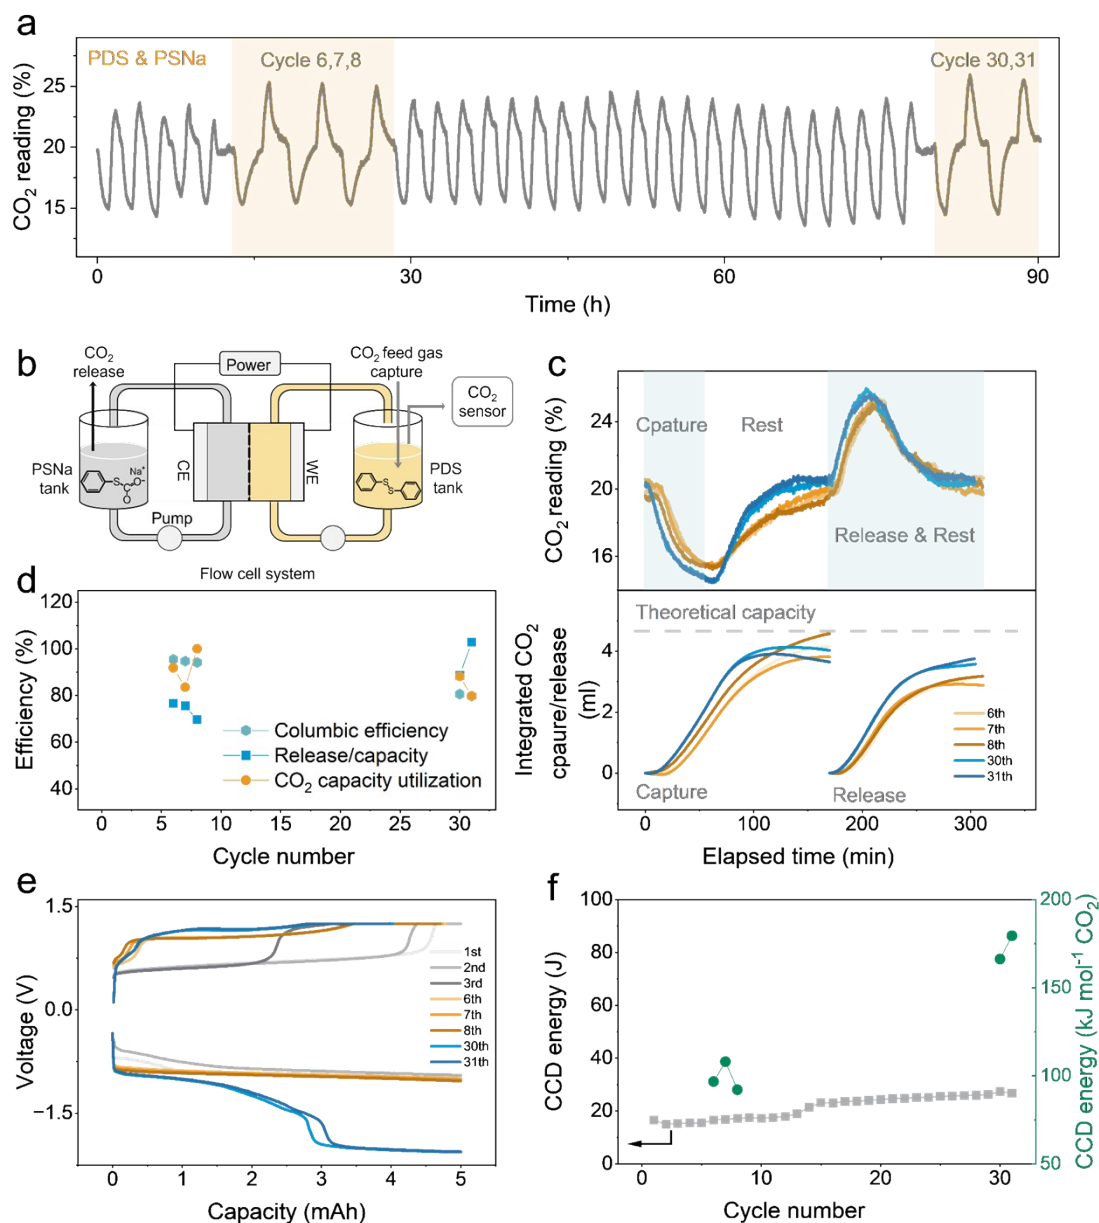 a
PDS & PSNa
Cycle 6,7,8
Cycle 30,31
CO2 reading (%)
25
20
15
0
30
60
90
Time (h)
b
CO2
release
Power
CO2 feed gas
capture
CO2
sensor
PSNa
tank
Na+
S
O-
O
CE
WE
S
S
PDS
tank
Pump
Flow cell system
c
Cpature
Rest
Release & Rest
CO2 reading (%)
24
20
16
Theoretical capacity
Integrated CO2
cpaure/release
(ml)
4
2
0
6th
7th
8th
30th
31th
Capture
Release
0
100
200
300
Elapsed time (min)
d
Efficiency (%)
120
100
80
60
40
Columbic efficiency
Release/capacity
CO2 capacity utilization
0
5
10
15
20
25
30
Cycle number
e
Voltage (V)
1.5
0.0
−1.5
1st
2nd
3rd
6th
7th
8th
30th
31th
0
1
2
3
4
5
Capacity (mAh)
f
CCD energy (J)
100
80
60
40
20
0
200
150
100
50
CCD energy (kJ mol-1 CO2)
0
10
20
30
Cycle number